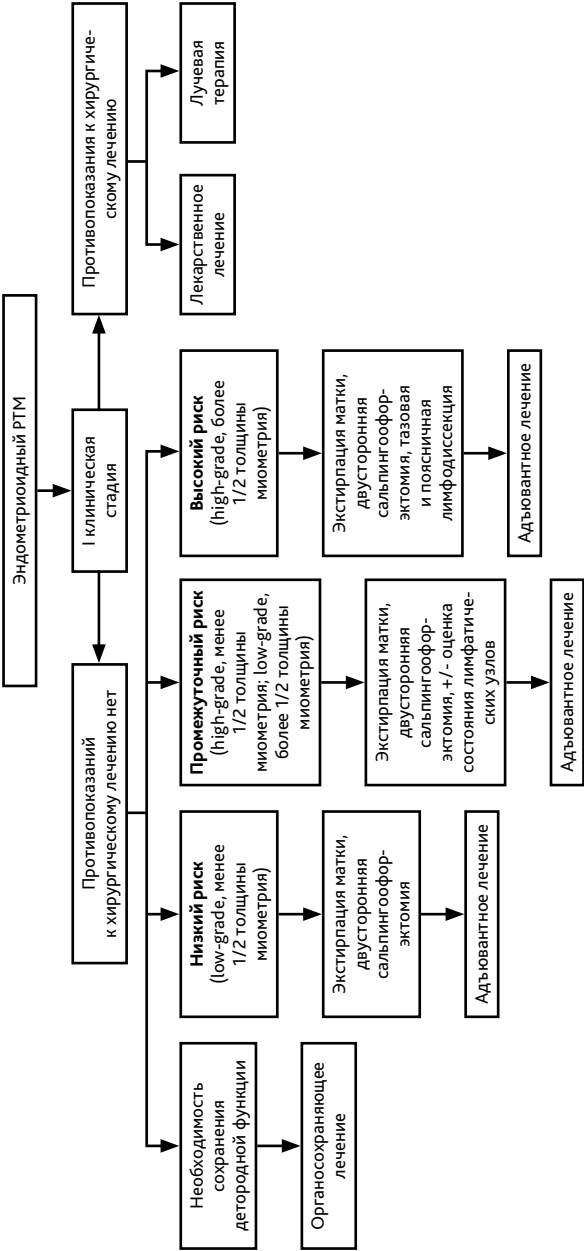 Эндометриоидный РТМ
I клиническая
стадия
Противопоказаний
к хирургическому лечению нет
Противопоказания к хирургиче-
скому лечению
Необходимость
сохранения
детородной функции
Органосохраняющее
лечение
Низкий риск
(low-grade, менее
1/2 толщины
миометрия)
Экстирпация матки,
двусторонняя
сальпингоофор-
эктомия
Адъювантное лечение
Промежуточный риск
(high-grade, менее
1/2 толщины
миометрия; low-grade,
более 1/2 толщины
миометрия)
Экстирпация матки,
двусторонняя
сальпингоофор-
эктомия, +/- оценка
состояния лимфатиче-
ских узлов
Адъювантное лечение
Высокий риск
(high-grade, более
1/2 толщины
миометрия)
Экстирпация матки,
двусторонняя
сальпингоофор-
эктомия, тазовая
и поясничная
лимфодиссекция
Адъювантное лечение
Лекарственное
лечение
Лучевая
терапия